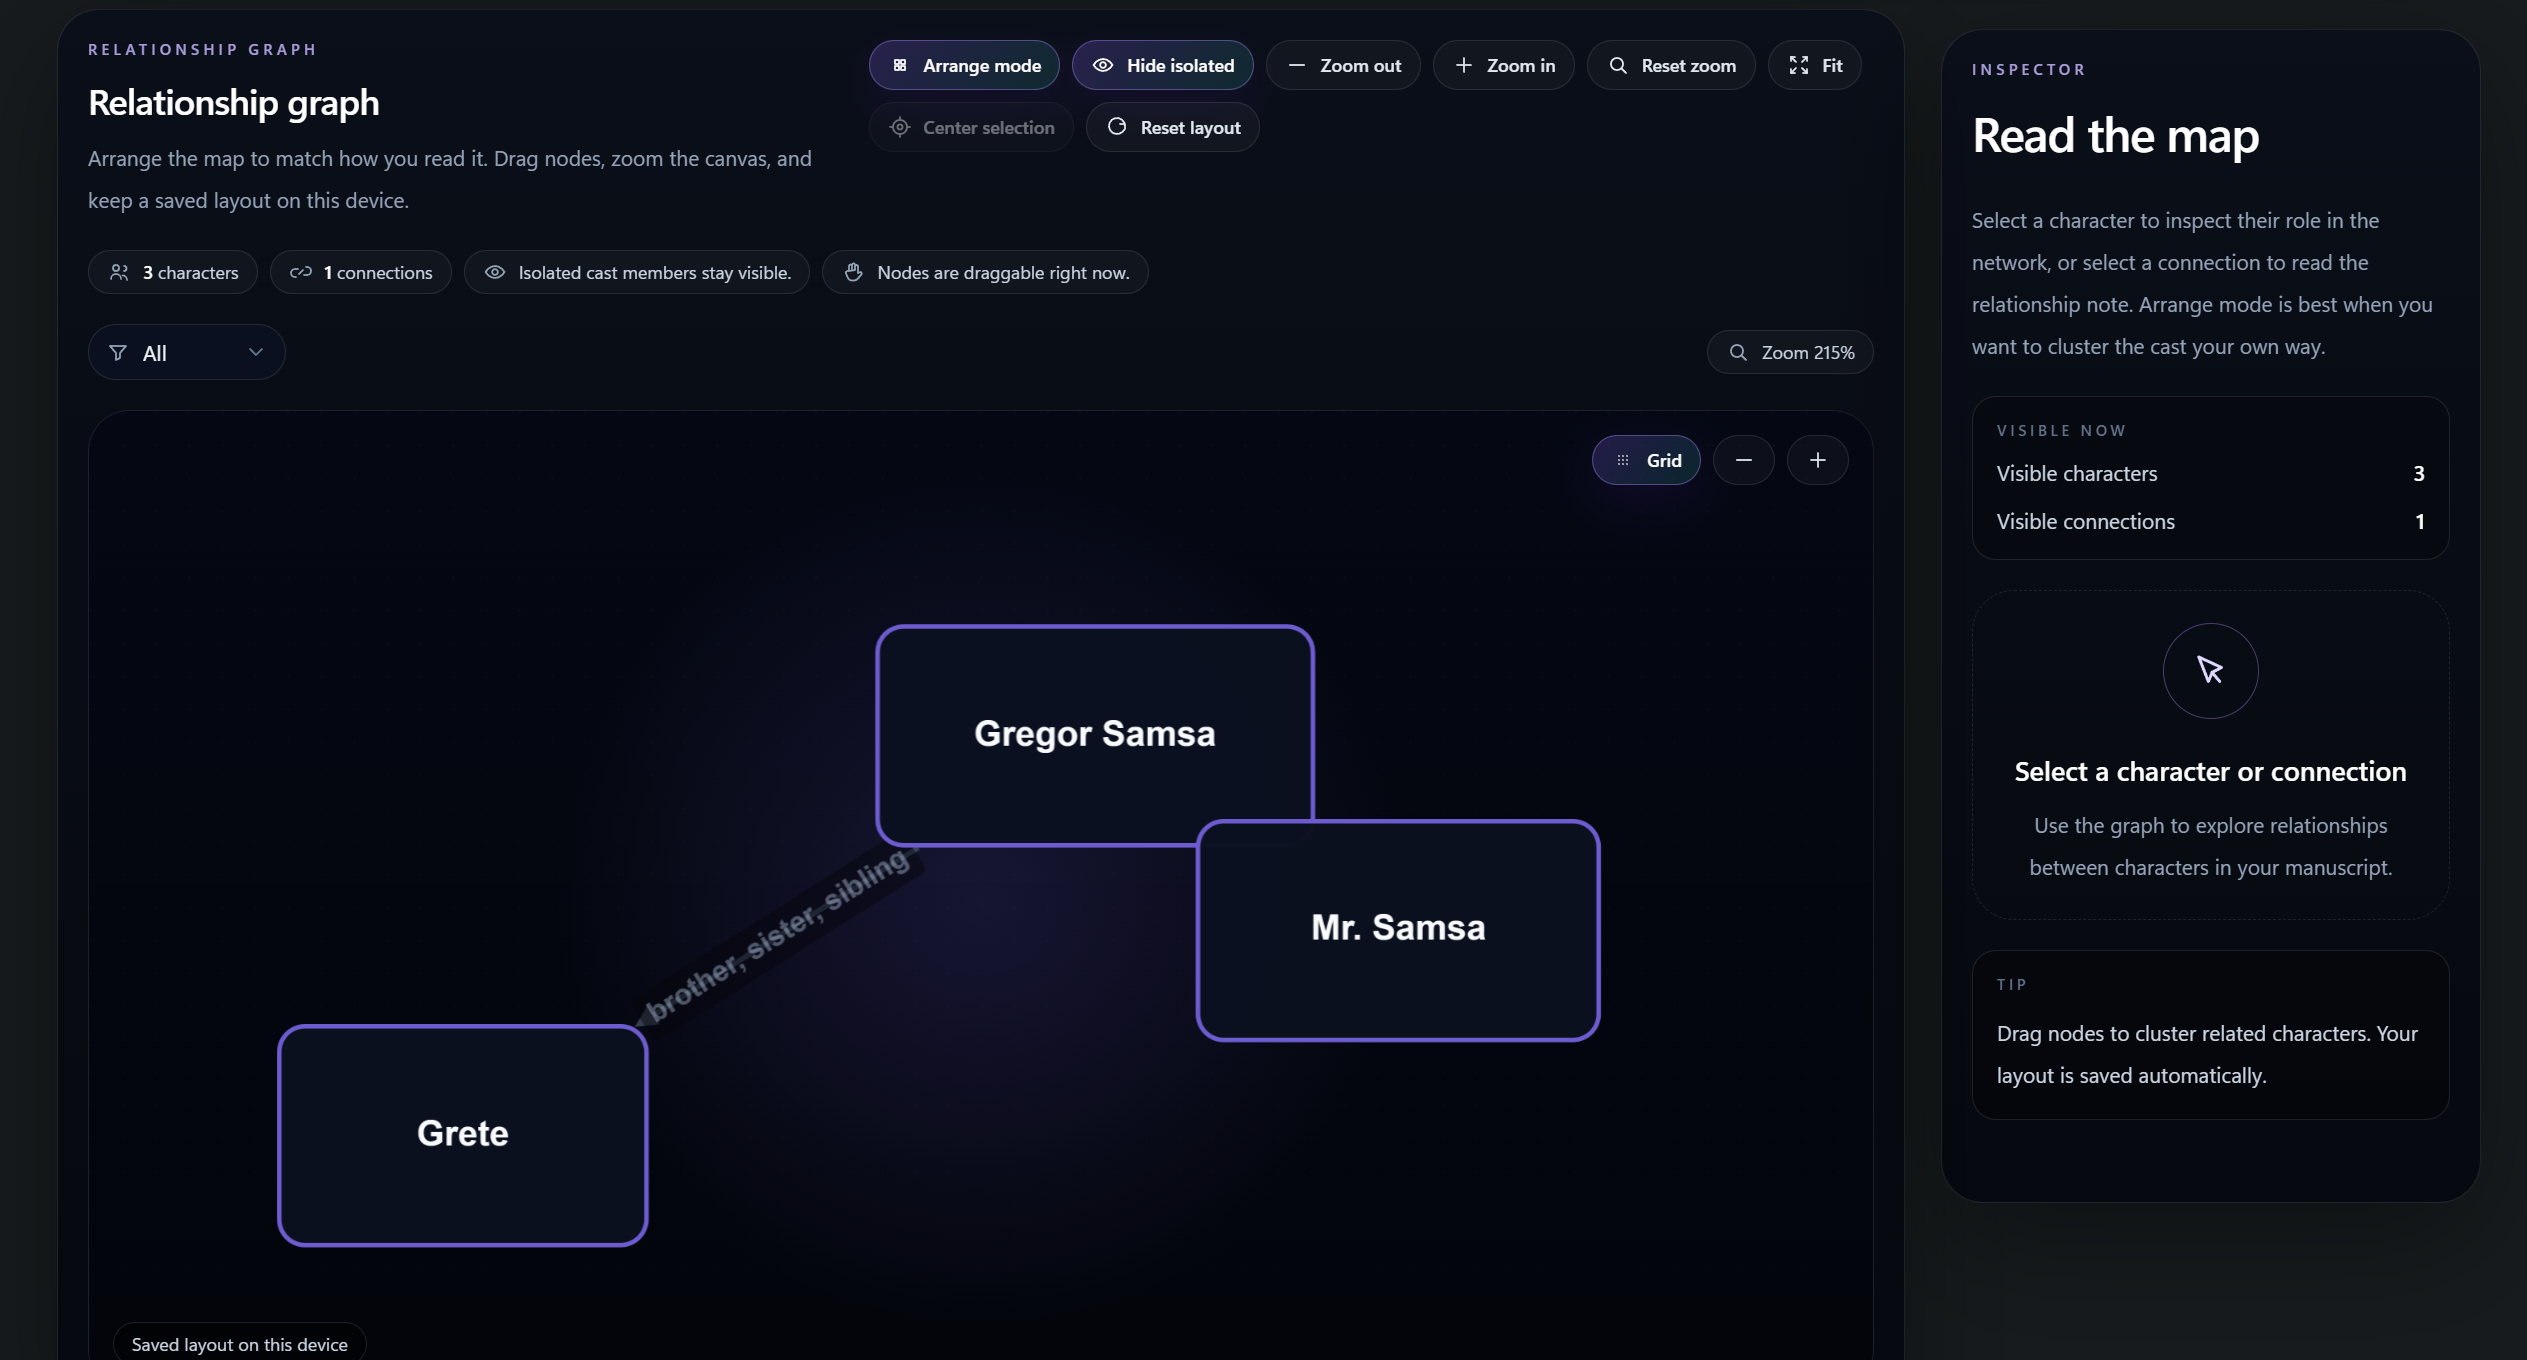 RELATIONSHIP GRAPH
Relationship graph
Arrange the map to match how you read it. Drag nodes, zoom the canvas, and
keep a saved layout on this device.
Arrange mode
Hide isolated
Zoom out
Zoom in
Reset zoom
Fit
Center selection
Reset layout
3 characters
1 connections
Isolated cast members stay visible.
Nodes are draggable right now.
All
Zoom 215%
Grid
Gregor Samsa
Mr. Samsa
brother, sister, sibling
Grete
Saved layout on this device
INSPECTOR
Read the map
Select a character to inspect their role in the
network, or select a connection to read the
relationship note. Arrange mode is best when you
want to cluster the cast your own way.
VISIBLE NOW
Visible characters 3
Visible connections 1
Select a character or connection
Use the graph to explore relationships
between characters in your manuscript.
TIP
Drag nodes to cluster related characters. Your
layout is saved automatically.